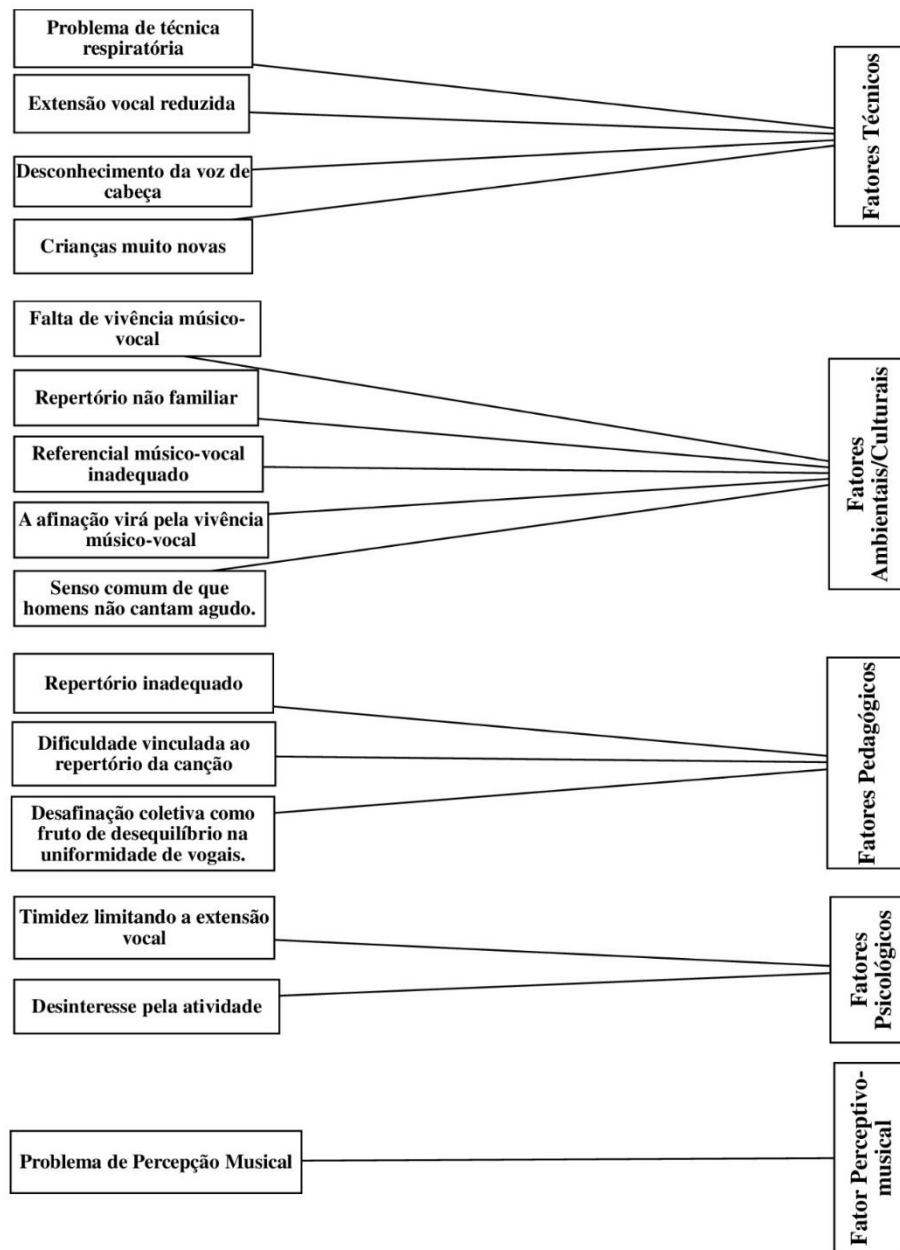 Problema de técnica
respiratória
Extensão vocal reduzida
Desconhecimento da voz de
cabeça
Crianças muito novas
Fatores Técnicos
Falta de vivência músico-
vocal
Repertório não familiar
Referencial músico-vocal
inadequado
A afinação virá pela vivência
músico-vocal
Senso comum de que
homens não cantam agudo.
Fatores
Ambientais/Culturais
Repertório inadequado
Dificuldade vinculada ao
repertório da canção
Desafinação coletiva como
fruto de desequilíbrio na
uniformidade de vogais.
Fatores Pedagógicos
Timidez limitando a extensão
vocal
Desinteresse pela atividade
Fatores
Psicológicos
Problema de Percepção Musical
Fator Perceptivo-
musical